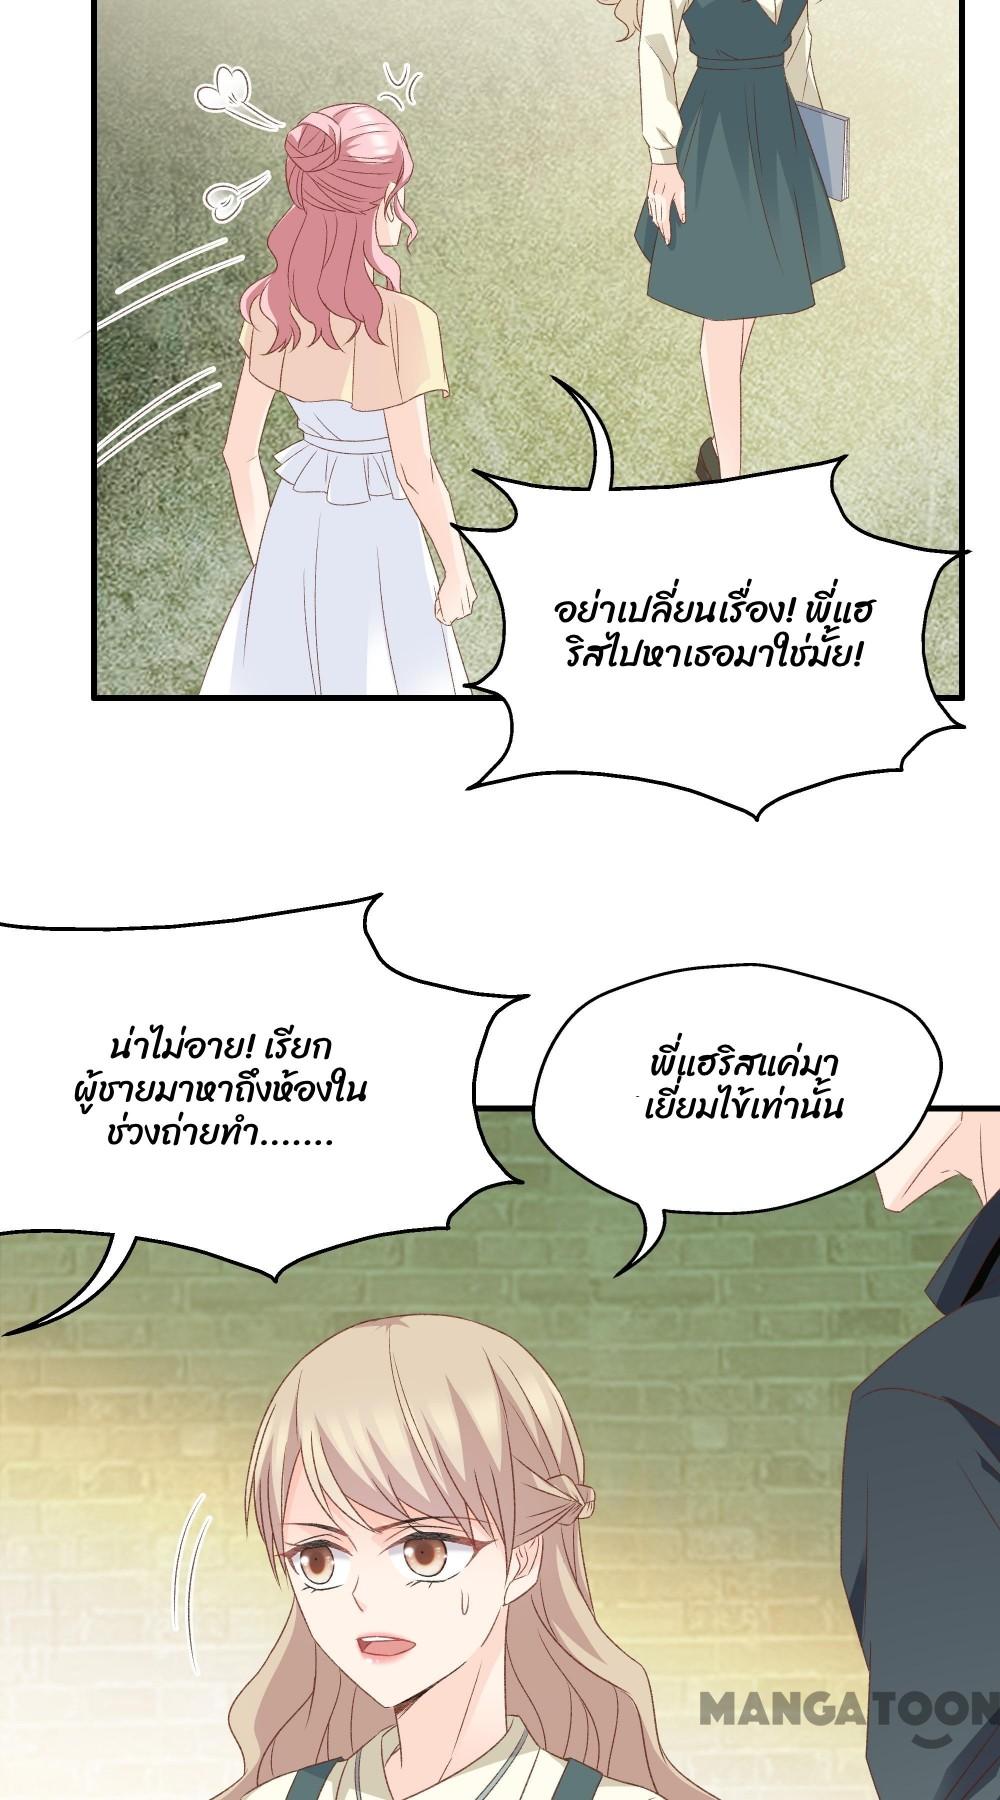 อย่าเปลี่ยนเรื่อง! พี่แฮ
ริสไปหาเธอมาใช่มั้ย!
น่าไม่อาย! เรียก
ผู้ชายมาหาถึงห้องใน
ช่วงถ่ายทำ.......
พี่แฮริสแค่มา
เยี่ยมไข้เท่านั้น
MANGATOON